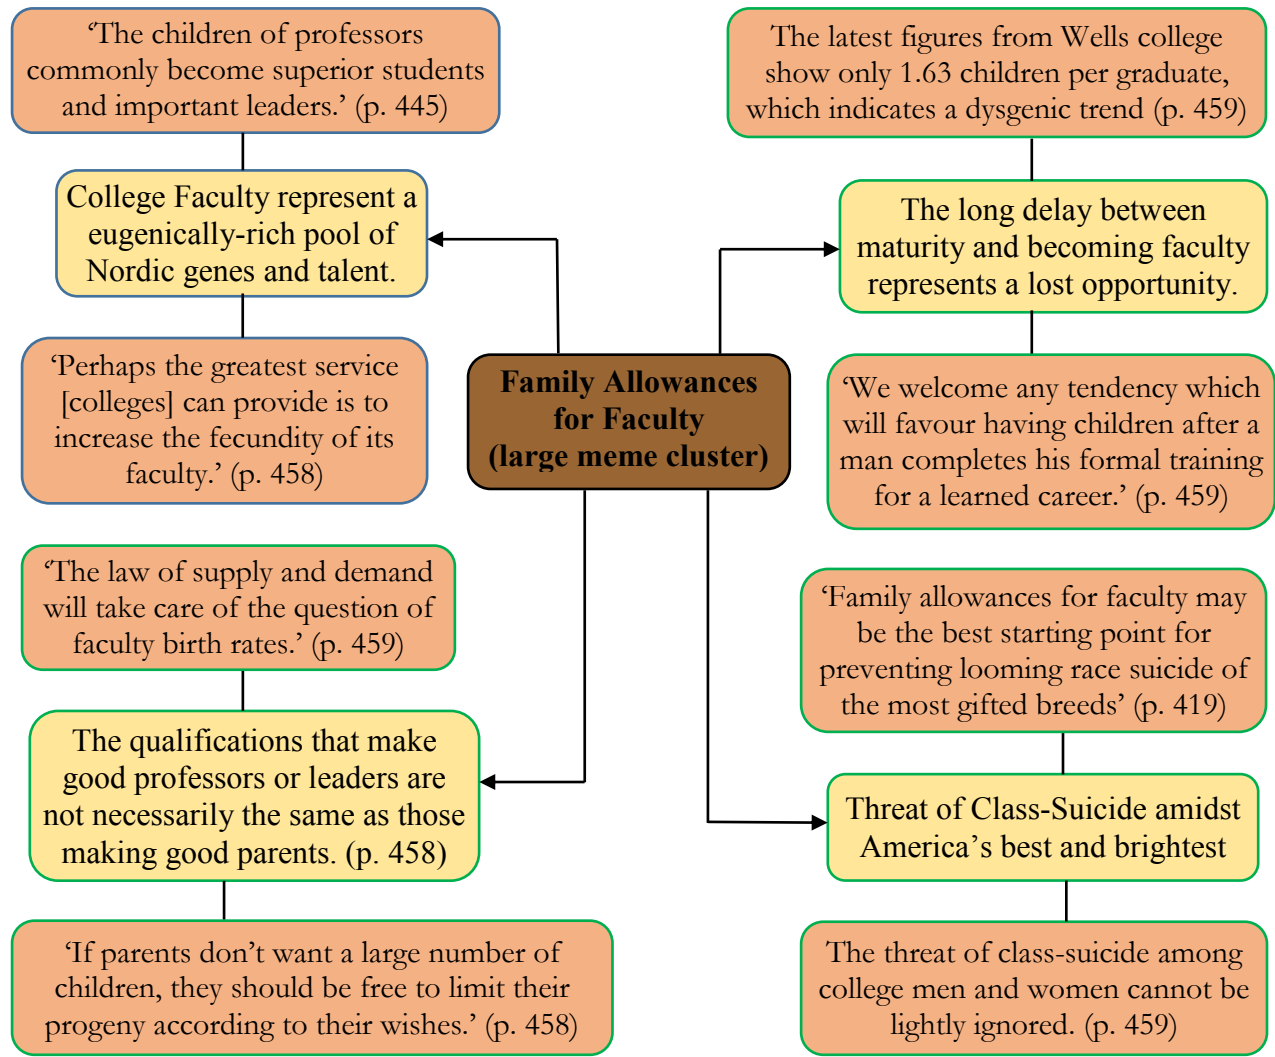 ‘The children of professors
commonly become superior students
and important leaders.’ (p. 445)
College Faculty represent a
eugenically-rich pool of
Nordic genes and talent.
‘Perhaps the greatest service
[colleges] can provide is to
increase the fecundity of its
faculty.’ (p. 458)
The latest figures from Wells college
show only 1.63 children per graduate,
which indicates a dysgenic trend (p. 459)
The long delay between
maturity and becoming faculty
represents a lost opportunity.
‘We welcome any tendency which
will favour having children after a
man completes his formal training
for a learned career.’ (p. 459)
Family Allowances
for Faculty
(large meme cluster)
‘The law of supply and demand
will take care of the question of
faculty birth rates.’ (p. 459)
The qualifications that make
good professors or leaders are
not necessarily the same as those
making good parents. (p. 458)
‘If parents don’t want a large number of
children, they should be free to limit their
progeny according to their wishes.’ (p. 458)
‘Family allowances for faculty may
be the best starting point for
preventing looming race suicide of
the most gifted breeds’ (p. 419)
Threat of Class-Suicide amidst
America’s best and brightest
The threat of class-suicide among
college men and women cannot be
lightly ignored. (p. 459)